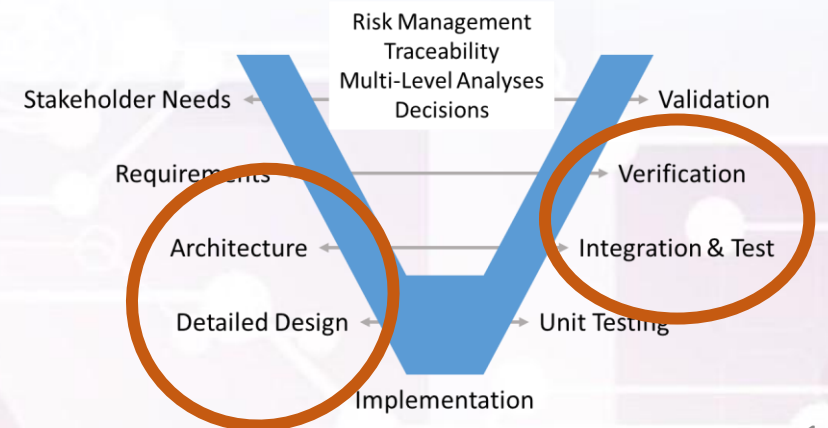 Risk Management
Traceability
Multi-Level Analyses
Decisions
Stakeholder Needs
Validation
Requirements
Verification
Architecture
Integration & Test
Detailed Design
Unit Testing
Implementation